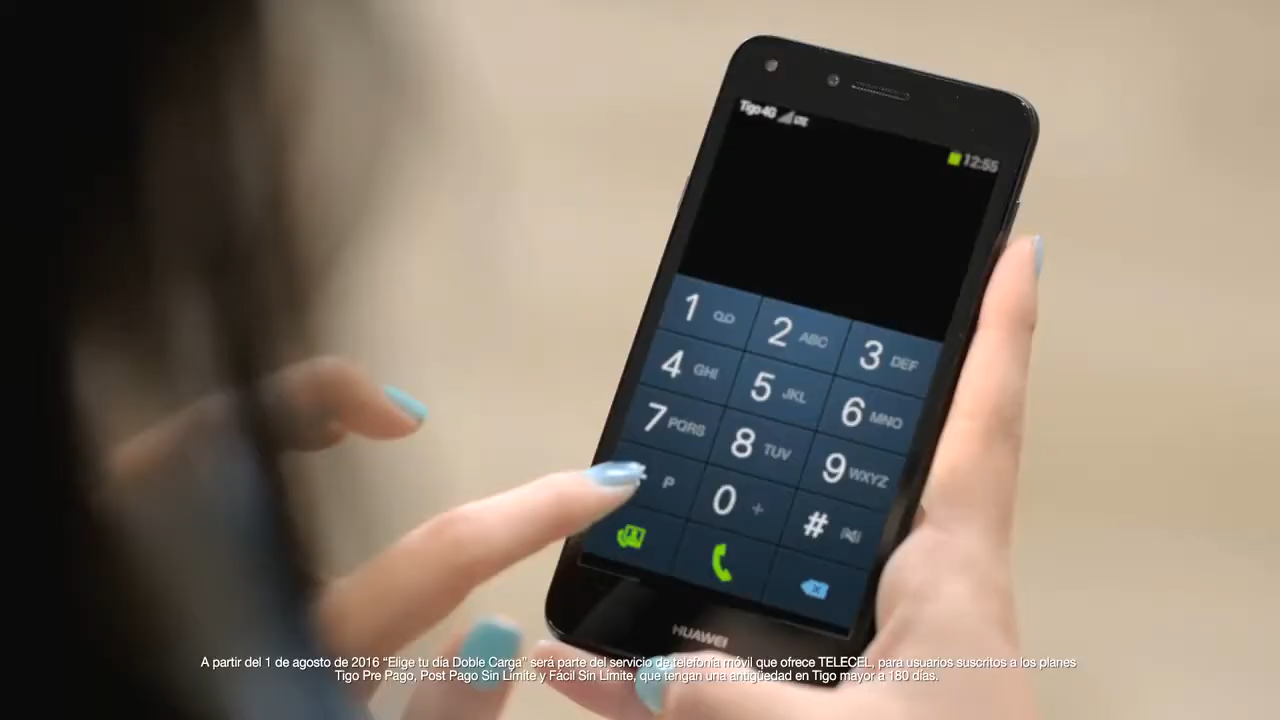 Tigo 4G LTE
12:55
1
2 ABC
3 DEF
4 GHI
5 JKL
6 MNO
7 PQRS
8 TUV
9 WXYZ
P
0 +
#
HUAWEI
A partir del 1 de agosto de 2016 “Elige tu día Doble Carga” será parte del servicio de telefonía móvil que ofrece TELECEL, para usuarios suscritos a los planes
Tigo Pre Pago, Post Pago Sin Límite y Fácil Sin Límite, que tengan una antigüedad en Tigo mayor a 180 días.